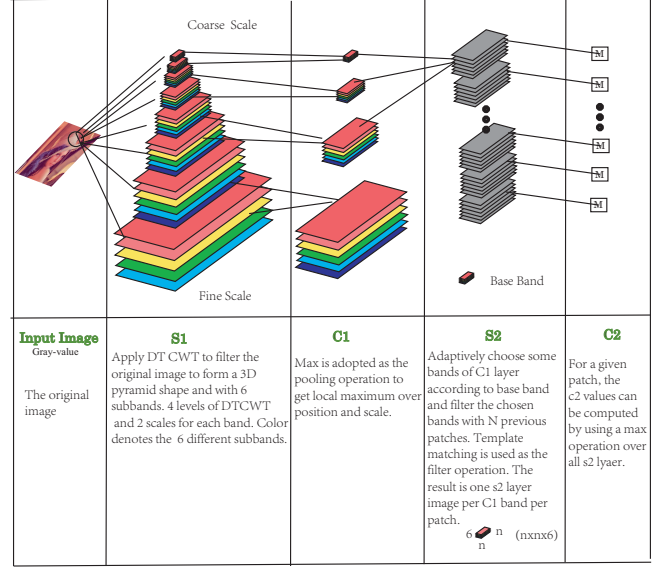 Coarse Scale
M
M
M
M
M
Base Band
Fine Scale
Input Image
Gray-value
The original
image
S1
Apply DT CWT to filter the
original image to form a 3D
pyramid shape and with 6
subbands. 4 levels of DTCWT
and 2 scales for each band. Color
denotes the 6 different subbands.
C1
Max is adopted as the
pooling operation to
get local maximum over
position and scale.
S2
Adaptively choose some
bands of C1 layer
according to base band
and filter the chosen
bands with N previous
patches. Template
matching is used as the
filter operation. The
result is one s2 layer
image per C1 band per
patch.
6 n (nxnx6)
n
C2
For a given
patch, the
c2 values can
be computed
by using a max
operation over
all s2 lyaer.